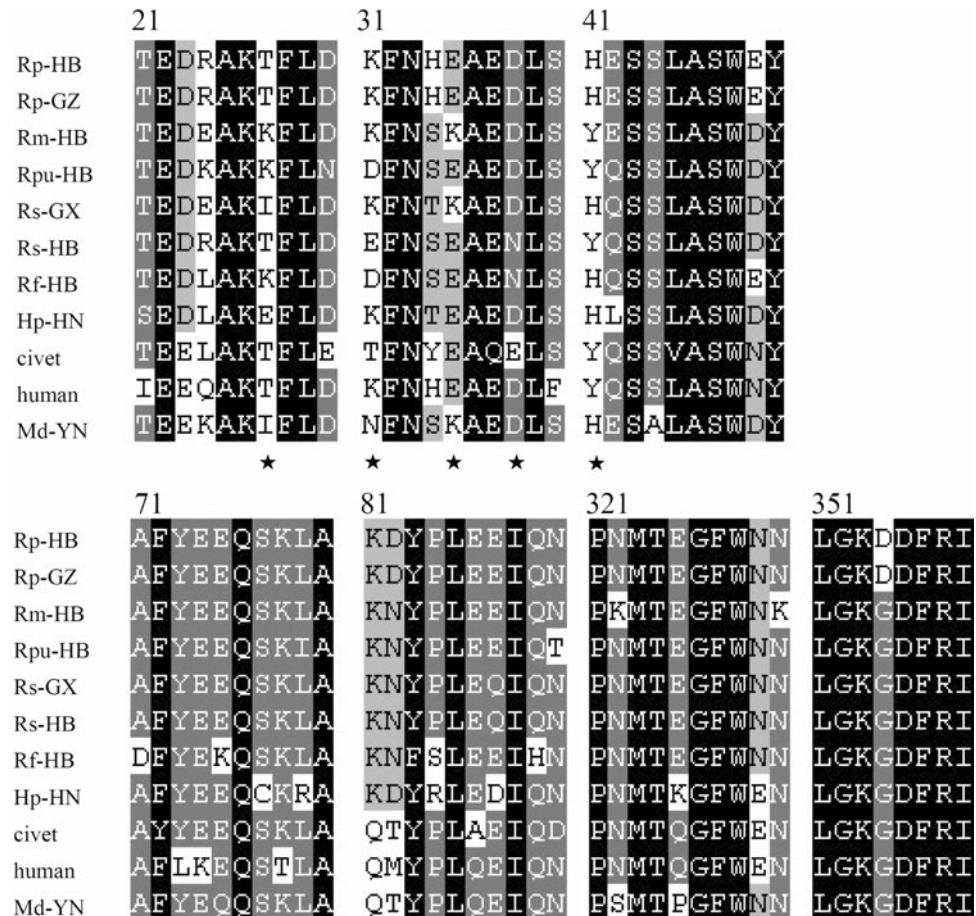 21 31 41
Rp-HB TEDRAKTFLD KFNHEAEDLS HESSLASWEY
Rp-GZ TEDRAKTFLD KFNHEAEDLS HESSLASWEY
Rm-HB TEDEAKKFLD KFNSKAEDLS YESSLASWDY
Rpu-HB TEDKAKKFLN DFNSEAEDLS YQSSLASWDY
Rs-GX TEDEAKIFLD KFNTKAEDLS HQSSLASWDY
Rs-HB TEDRAKTFLD EFNSEAENLS YQSSLASWDY
Rf-HB TEDLAKKFLD DFNSEAENLS HQSSLASWEY
Hp-HN SEDLAKEFLD KFNTEAEDLS HLSSLASWDY
civet TEELAKTFLE TFNYEAQELS YQSSVASWNY
human IEEQAKTFLD KFNHEAEDLF YQSSLASWNY
Md-YN TEEKAKIFLD NFNSKAEDLS HESALASWDY
★ ★ ★ ★ ★
71 81 321 351
Rp-HB AFYEEQSKLA KDYPLEEIQN PNMTEGFWNN LGKDDFRI
Rp-GZ AFYEEQSKLA KDYPLEEIQN PNMTEGFWNN LGKDDFRI
Rm-HB AFYEEQSKLA KNYPLEEIQN PKMTEGFWNK LGKGDFRI
Rpu-HB AFYEEQSKIA KNYPLEEIQT PNMTEGFWNN LGKGDFRI
Rs-GX AFYEEQSKLA KNYPLEQIQN PNMTEGFWNN LGKGDFRI
Rs-HB AFYEEQSKLA KNYPLEQIQN PNMTEGFWNN LGKGDFRI
Rf-HB DFYEKQSKLA KNFSLEEIHN PNMTEGFWNN LGKGDFRI
Hp-HN AFYEEQCKRA KDYRLEDIQN PNMTKGFWEN LGKGDFRI
civet AYYEEQSKLA QTYPLAEIQD PNMTQGFWEN LGKGDFRI
human AFLKEQSTLA QMYPLQEIQN PNMTQGFWEN LGKGDFRI
Md-YN AFYEQQSKLA QTYPLQEIQN PSMTPGFWNN LGKGDFRI